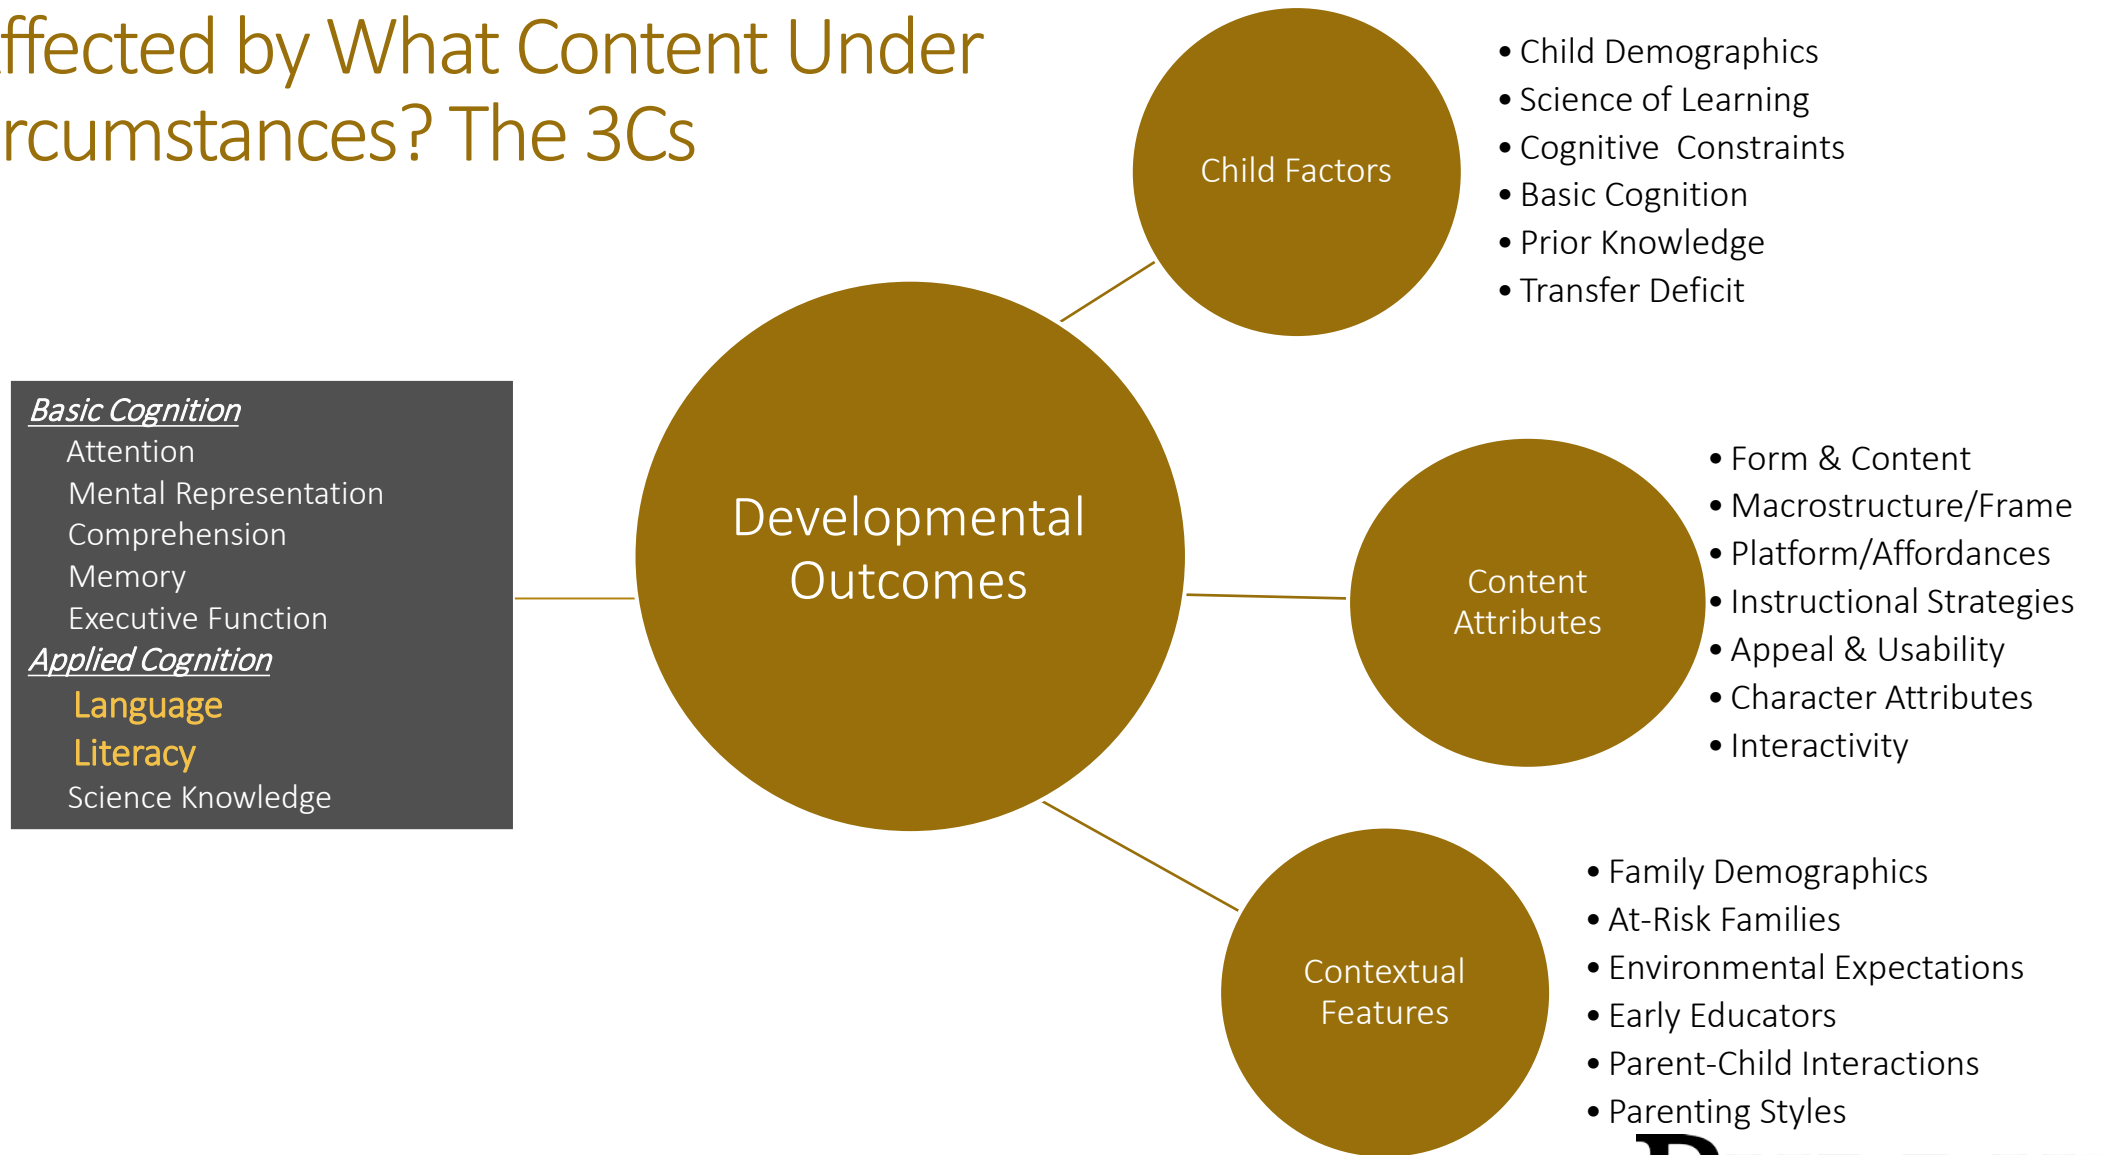 ffected by What Content Under
rcumstances? The 3Cs
Child Factors
• Child Demographics
• Science of Learning
• Cognitive Constraints
• Basic Cognition
• Prior Knowledge
• Transfer Deficit
Basic Cognition
Attention
Mental Representation
Comprehension
Memory
Executive Function
Applied Cognition
Language
Literacy
Science Knowledge
Developmental
Outcomes
Content
Attributes
• Form & Content
• Macrostructure/Frame
• Platform/Affordances
• Instructional Strategies
• Appeal & Usability
• Character Attributes
• Interactivity
Contextual
Features
• Family Demographics
• At-Risk Families
• Environmental Expectations
• Early Educators
• Parent-Child Interactions
• Parenting Styles